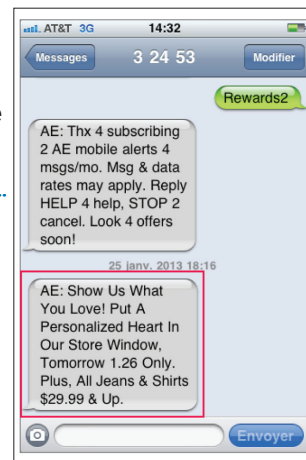 AT&T 3G 14:32
Messages 3 24 53 Modifier
Rewards2
e
AE: Thx 4 subscribing
2 AE mobile alerts 4
msgs/mo. Msg & data
rates may apply. Reply
HELP 4 help, STOP 2
cancel. Look 4 offers
soon!
25 janv. 2013 18:16
AE: Show Us What
You Love! Put A
Personalized Heart In
Our Store Window,
Tomorrow 1.26 Only.
Plus, All Jeans & Shirts
$29.99 & Up.
Envoyer